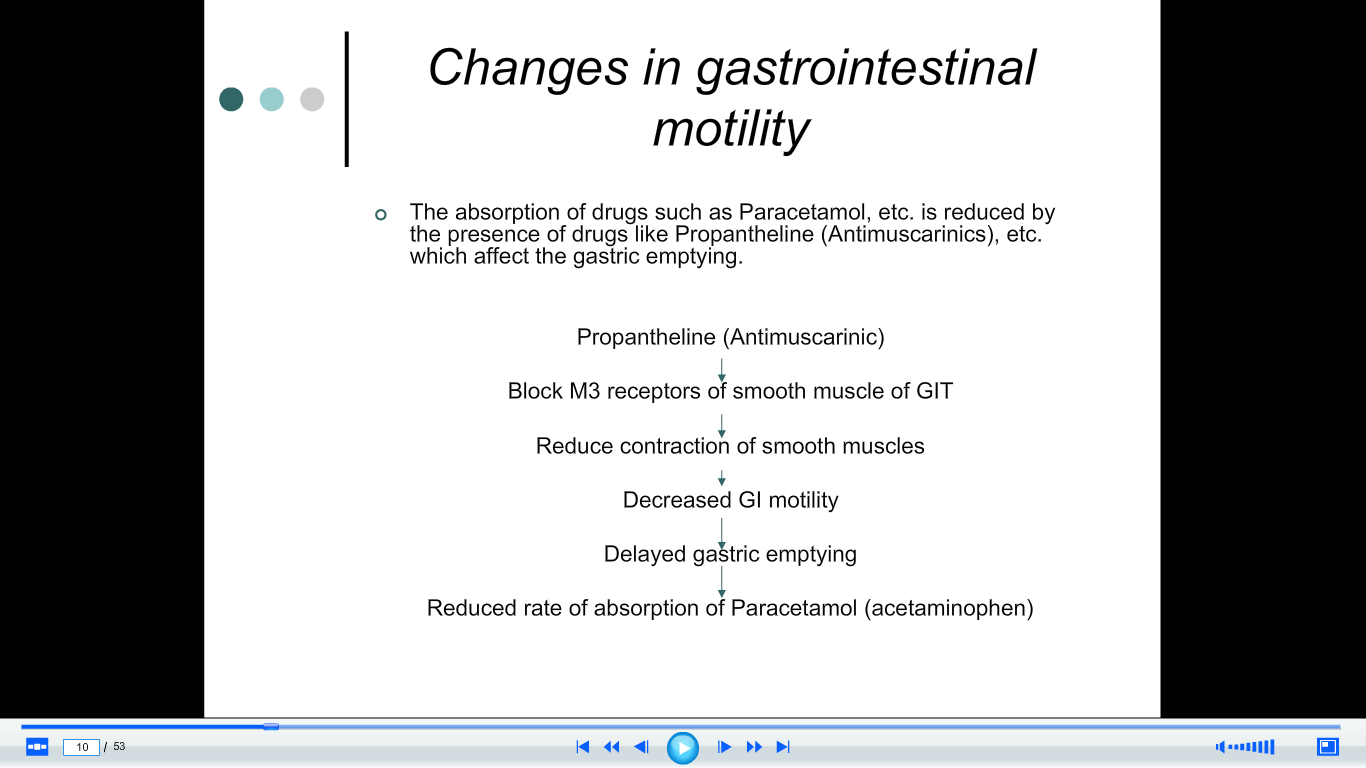 Changes in gastrointestinal
motility
The absorption of drugs such as Paracetamol, etc. is reduced by
the presence of drugs like Propantheline (Antimuscarinics), etc.
which affect the gastric emptying.
Propantheline (Antimuscarinic)
Block M3 receptors of smooth muscle of GIT
Reduce contraction of smooth muscles
Decreased GI motility
Delayed gastric emptying
Reduced rate of absorption of Paracetamol (acetaminophen)
10 / 53